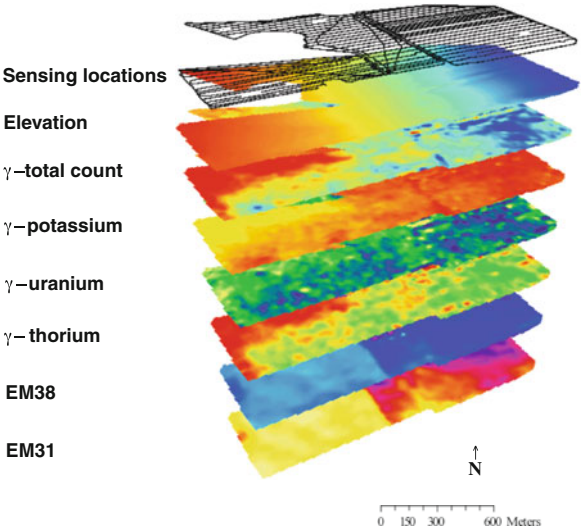 Sensing locations
Elevation
γ–total count
γ–potassium
γ–uranium
γ– thorium
EM38
EM31
N
0 150 300 600 Meters